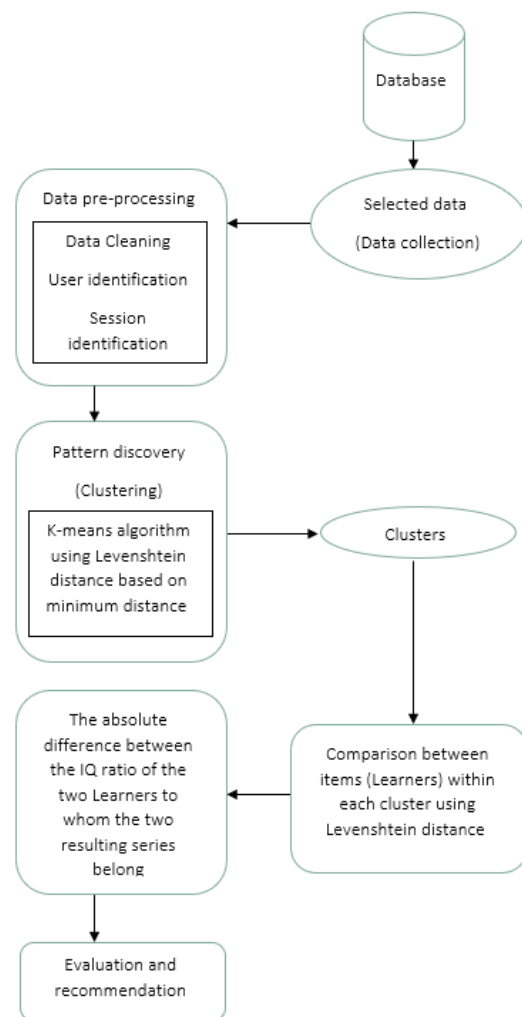 Database
Selected data
(Data collection)
Data pre-processing
Data Cleaning
User identification
Session
identification
Pattern discovery
(Clustering)
K-means algorithm
using Levenshtein
distance based on
minimum distance
Clusters
Comparison between
items (Learners) within
each cluster using
Levenshtein distance
The absolute
difference between
the IQ ratio of the
two Learners to
whom the two
resulting series
belong
Evaluation and
recommendation